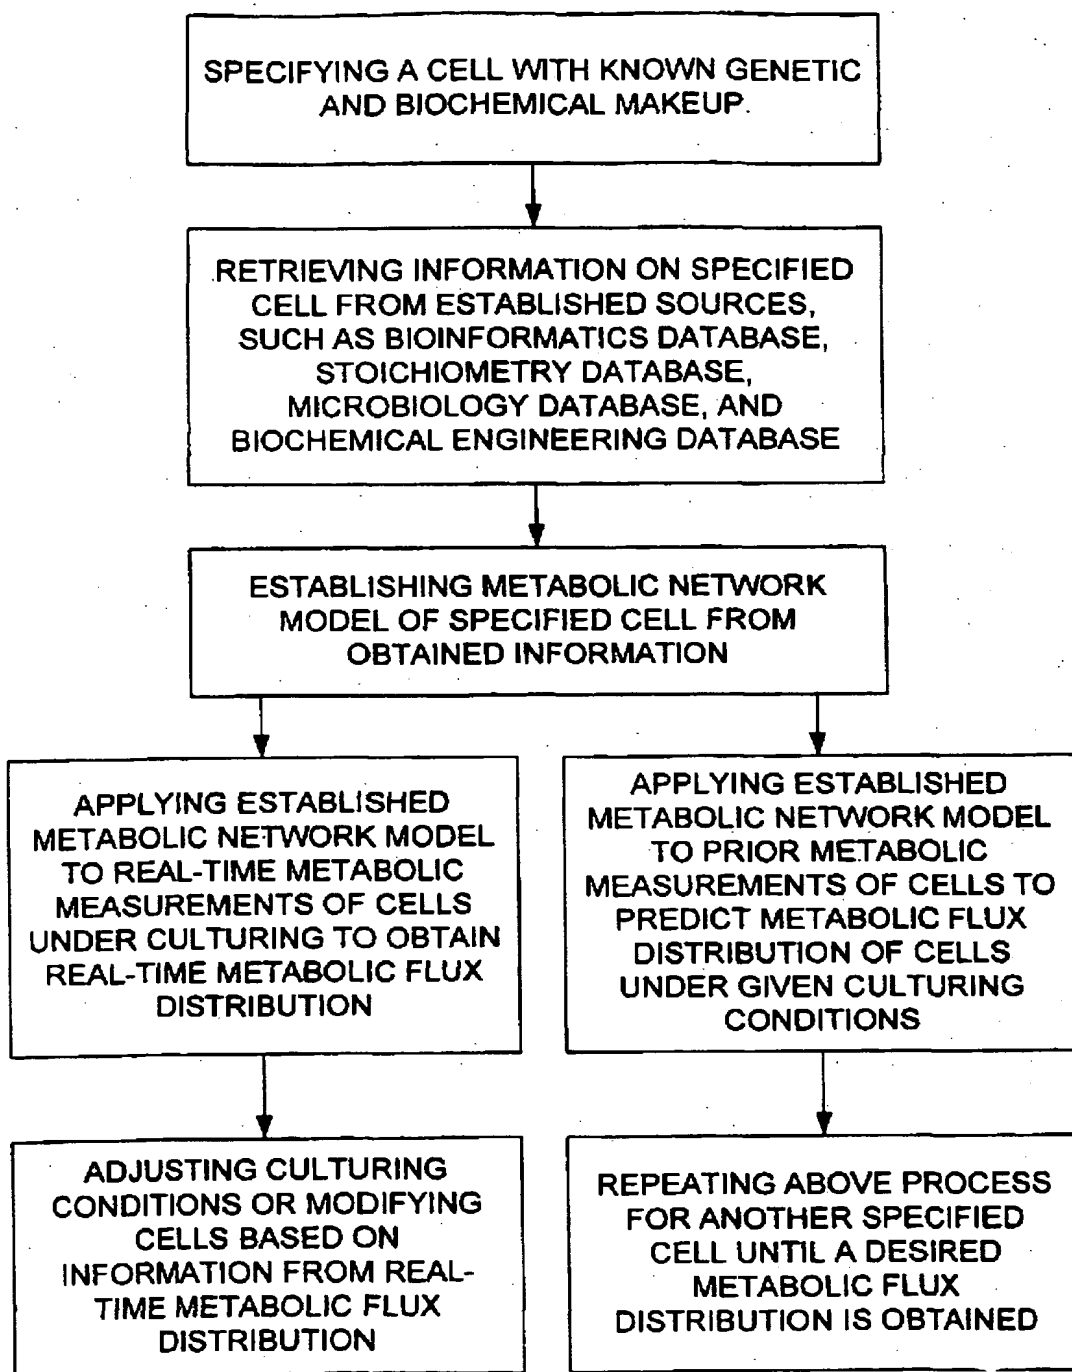 SPECIFYING A CELL WITH KNOWN GENETIC
AND BIOCHEMICAL MAKEUP.
RETRIEVING INFORMATION ON SPECIFIED
CELL FROM ESTABLISHED SOURCES,
SUCH AS BIOINFORMATICS DATABASE,
STOICHIOMETRY DATABASE,
MICROBIOLOGY DATABASE, AND
BIOCHEMICAL ENGINEERING DATABASE
ESTABLISHING METABOLIC NETWORK
MODEL OF SPECIFIED CELL FROM
OBTAINED INFORMATION
APPLYING ESTABLISHED
METABOLIC NETWORK MODEL
TO REAL-TIME METABOLIC
MEASUREMENTS OF CELLS
UNDER CULTURING TO OBTAIN
REAL-TIME METABOLIC FLUX
DISTRIBUTION
APPLYING ESTABLISHED
METABOLIC NETWORK MODEL
TO PRIOR METABOLIC
MEASUREMENTS OF CELLS TO
PREDICT METABOLIC FLUX
DISTRIBUTION OF CELLS
UNDER GIVEN CULTURING
CONDITIONS
ADJUSTING CULTURING
CONDITIONS OR MODIFYING
CELLS BASED ON
INFORMATION FROM REAL-
TIME METABOLIC FLUX
DISTRIBUTION
REPEATING ABOVE PROCESS
FOR ANOTHER SPECIFIED
CELL UNTIL A DESIRED
METABOLIC FLUX
DISTRIBUTION IS OBTAINED